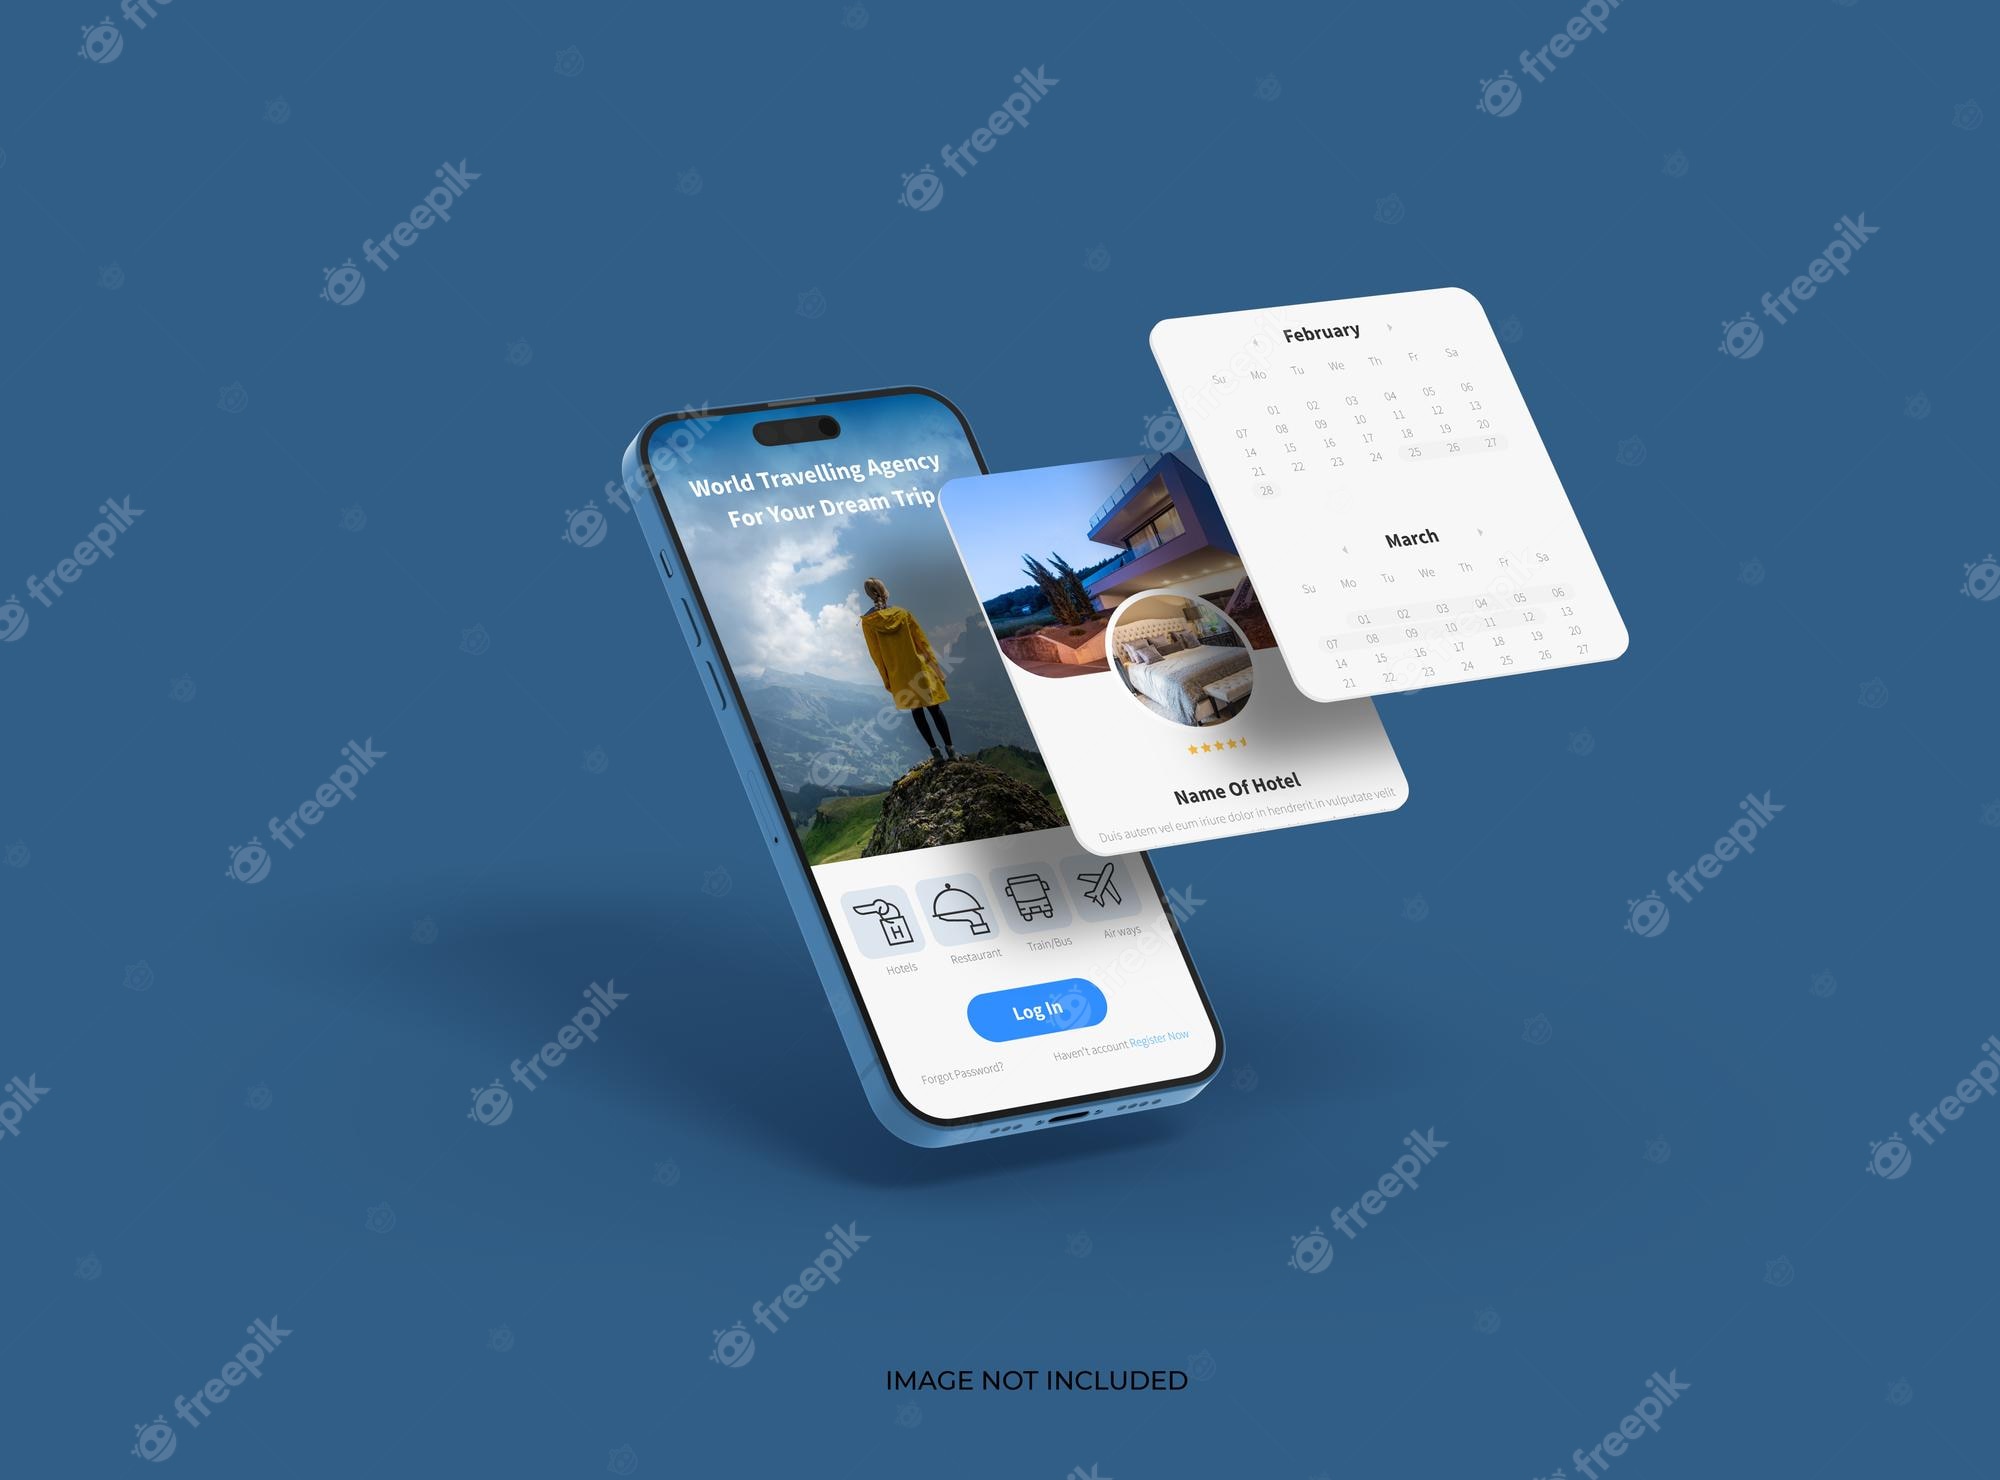 World Travelling Agency
For Your Dream Trip
H
Hotels
Restaurant
Train/Bus
Air ways
Log In
Forgot Password?
Haven't account Register Now
Name Of Hotel
Duis autem vel eum iriure dolor in hendrerit in vulputate velit
February
Su Mo Tu We Th Fr Sa
01 02 03 04 05 06
07 08 09 10 11 12 13
14 15 16 17 18 19 20
21 22 23 24 25 26 27
28
March
Su Mo Tu We Th Fr Sa
01 02 03 04 05 06
07 08 09 10 11 12 13
14 15 16 17 18 19 20
21 22 23 24 25 26 27
IMAGE NOT INCLUDED
freepik